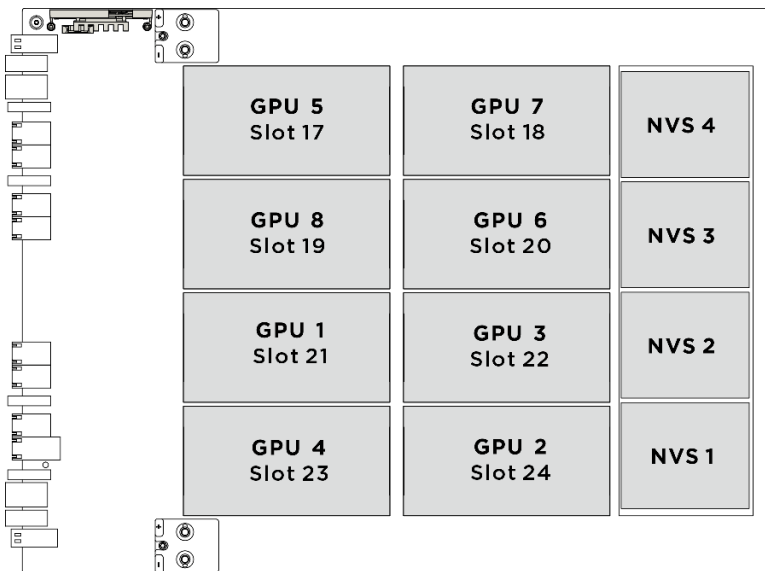 GPU 5
Slot 17
GPU 7
Slot 18
NVS 4
GPU 8
Slot 19
GPU 6
Slot 20
NVS 3
GPU 1
Slot 21
GPU 3
Slot 22
NVS 2
GPU 4
Slot 23
GPU 2
Slot 24
NVS 1